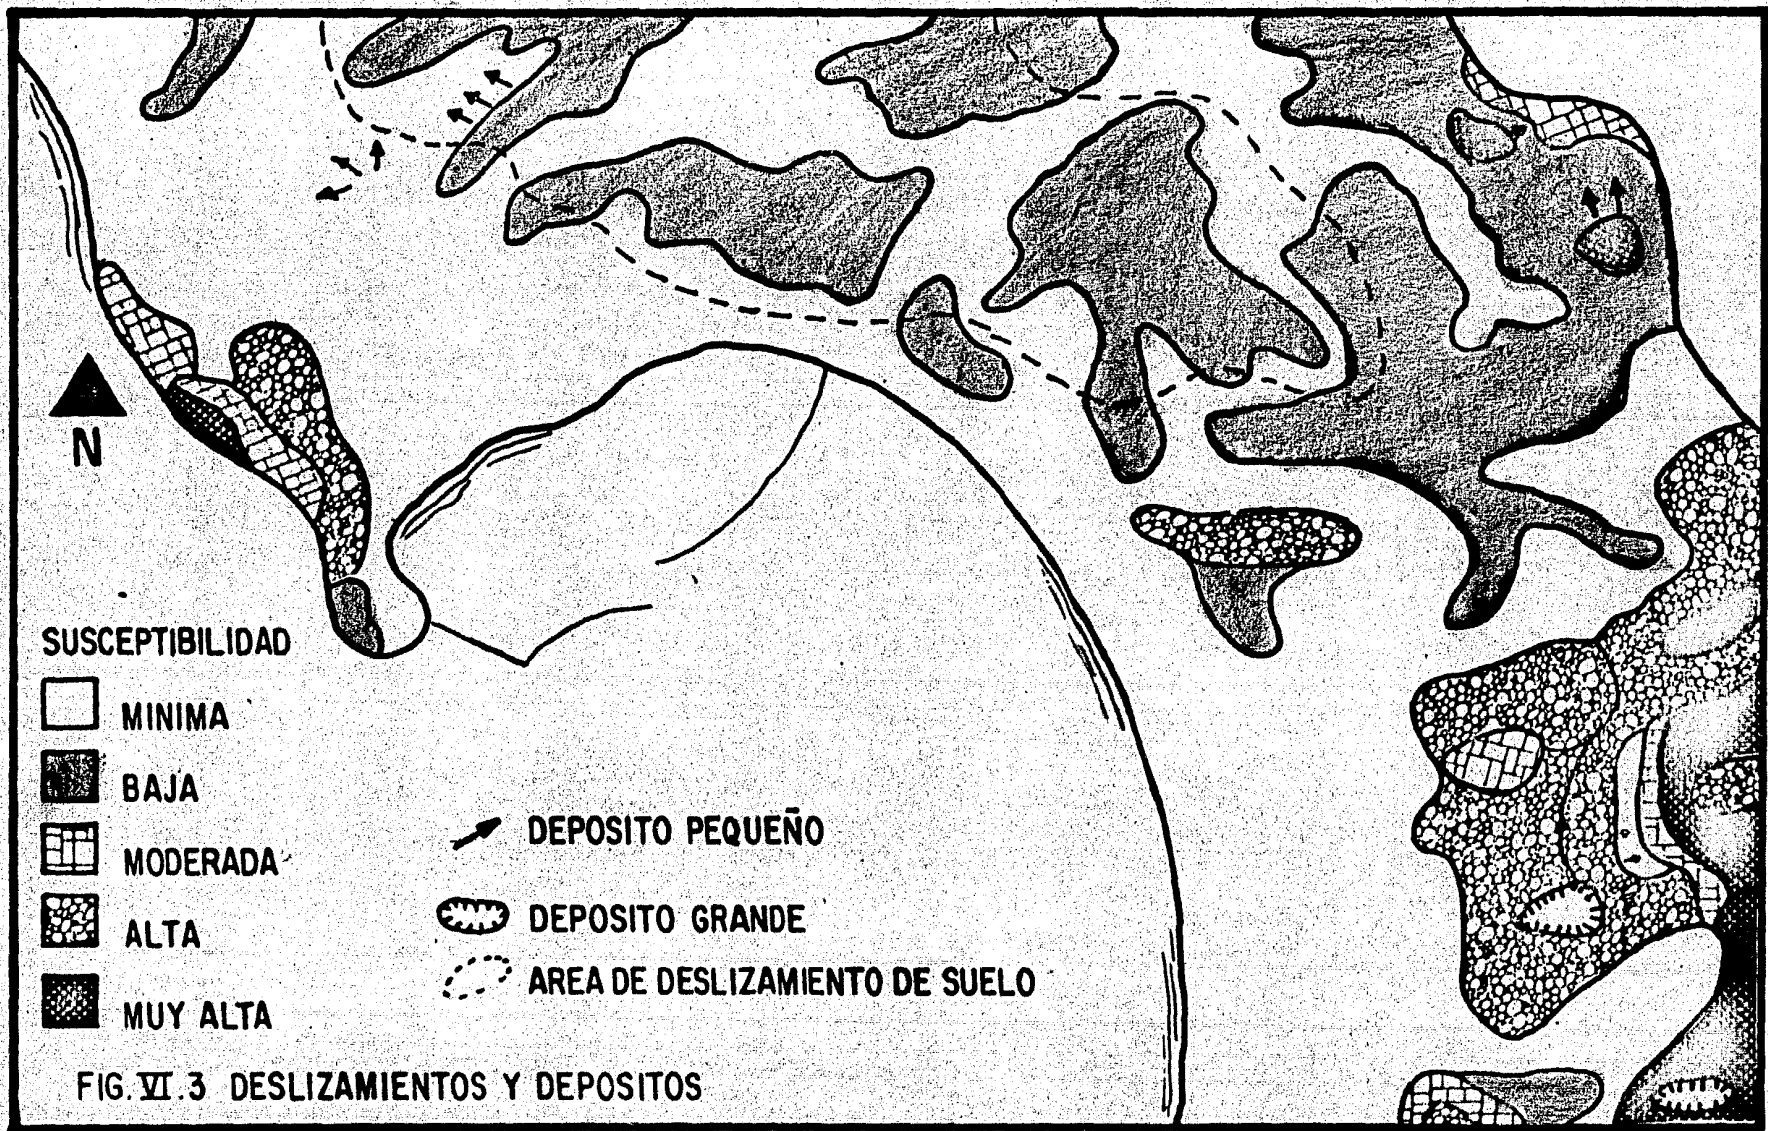 N
SUSCEPTIBILIDAD
MINIMA
BAJA
MODERADA
ALTA
MUY ALTA
DEPOSITO PEQUEÑO
DEPOSITO GRANDE
AREA DE DESLIZAMIENTO DE SUELO
FIG. VI.3 DESLIZAMIENTOS Y DEPOSITOS